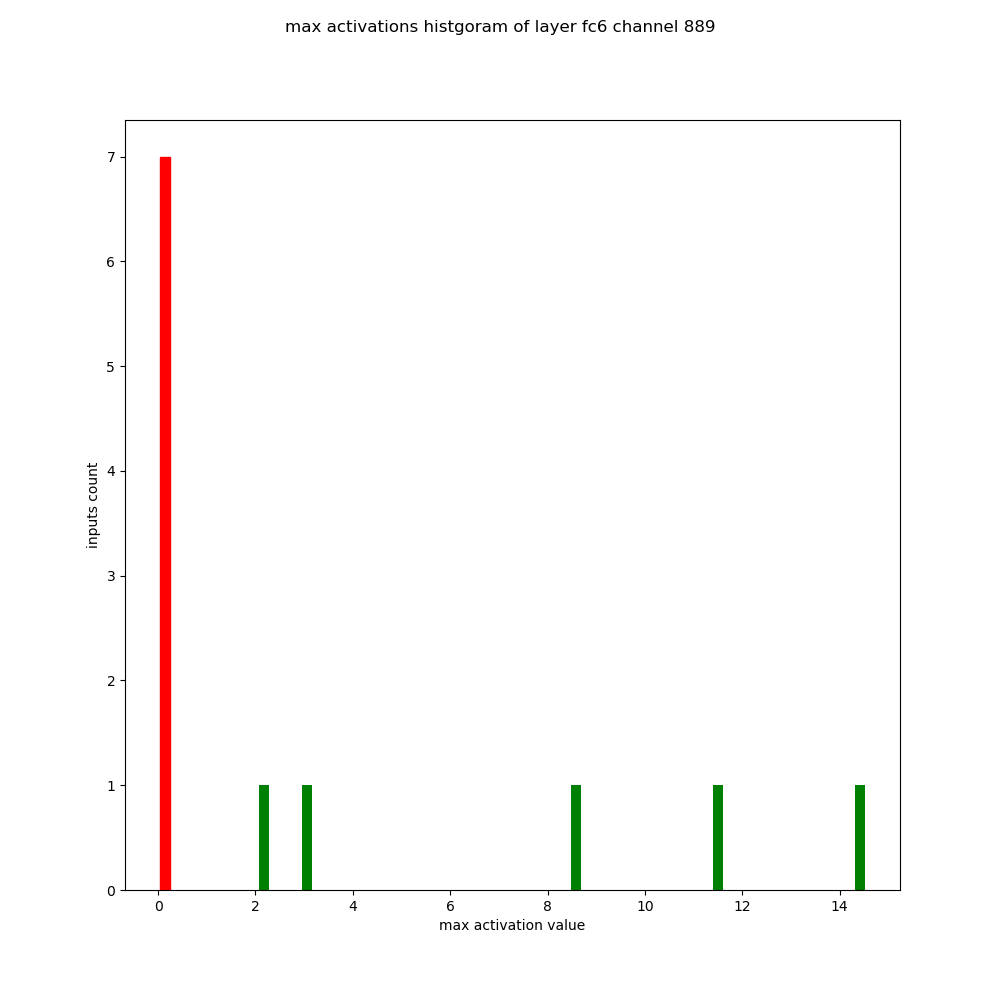 max activations histgoram of layer fc6 channel 889
7
6
5
4
3
2
1
0
inputs count
0 2 4 6 8 10 12 14
max activation value